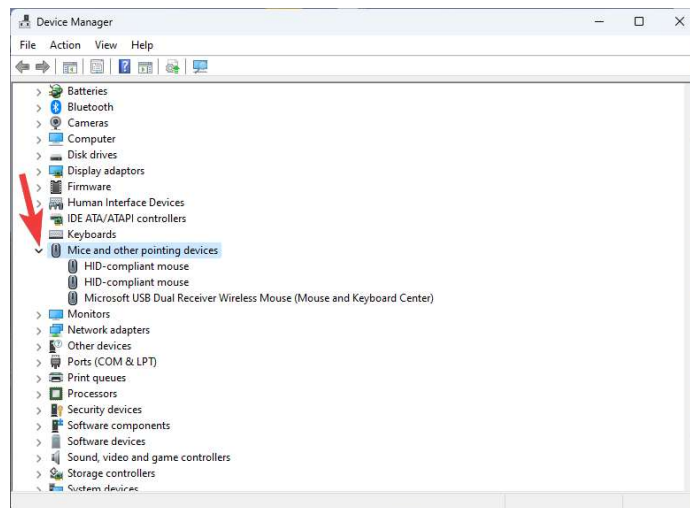 Device Manager
File Action View Help
Batteries
Bluetooth
Cameras
Computer
Disk drives
Display adaptors
Firmware
Human Interface Devices
IDE ATA/ATAPI controllers
Keyboards
Mice and other pointing devices
HID-compliant mouse
HID-compliant mouse
Microsoft USB Dual Receiver Wireless Mouse (Mouse and Keyboard Center)
Monitors
Network adapters
Other devices
Ports (COM & LPT)
Print queues
Processors
Security devices
Software components
Software devices
Sound, video and game controllers
Storage controllers
System devices